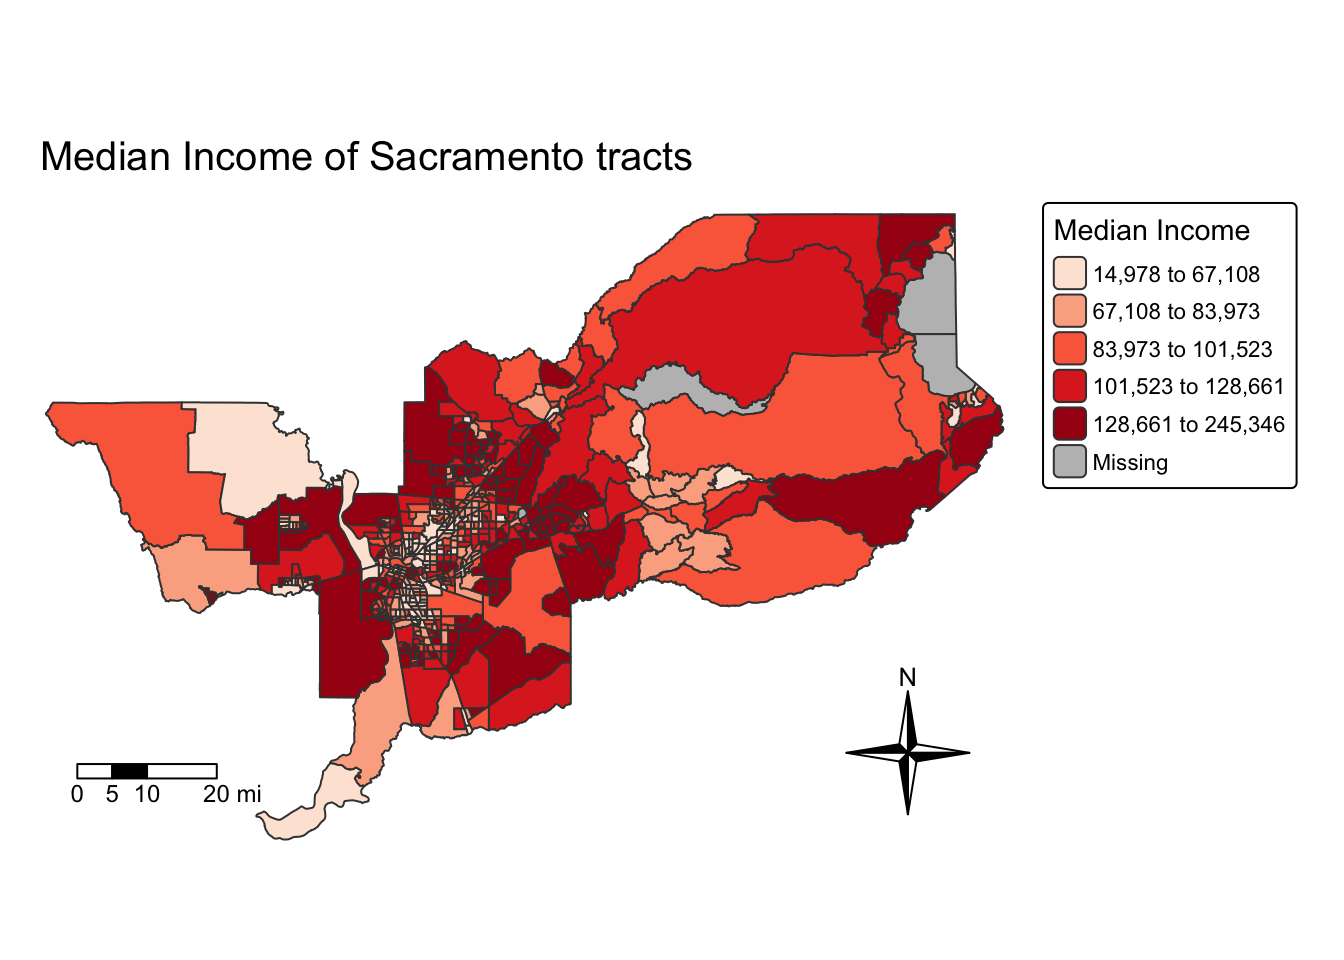 Median Income of Sacramento tracts
Median Income
14,978 to 67,108
67,108 to 83,973
83,973 to 101,523
101,523 to 128,661
128,661 to 245,346
Missing
N
0 5 10 20 mi